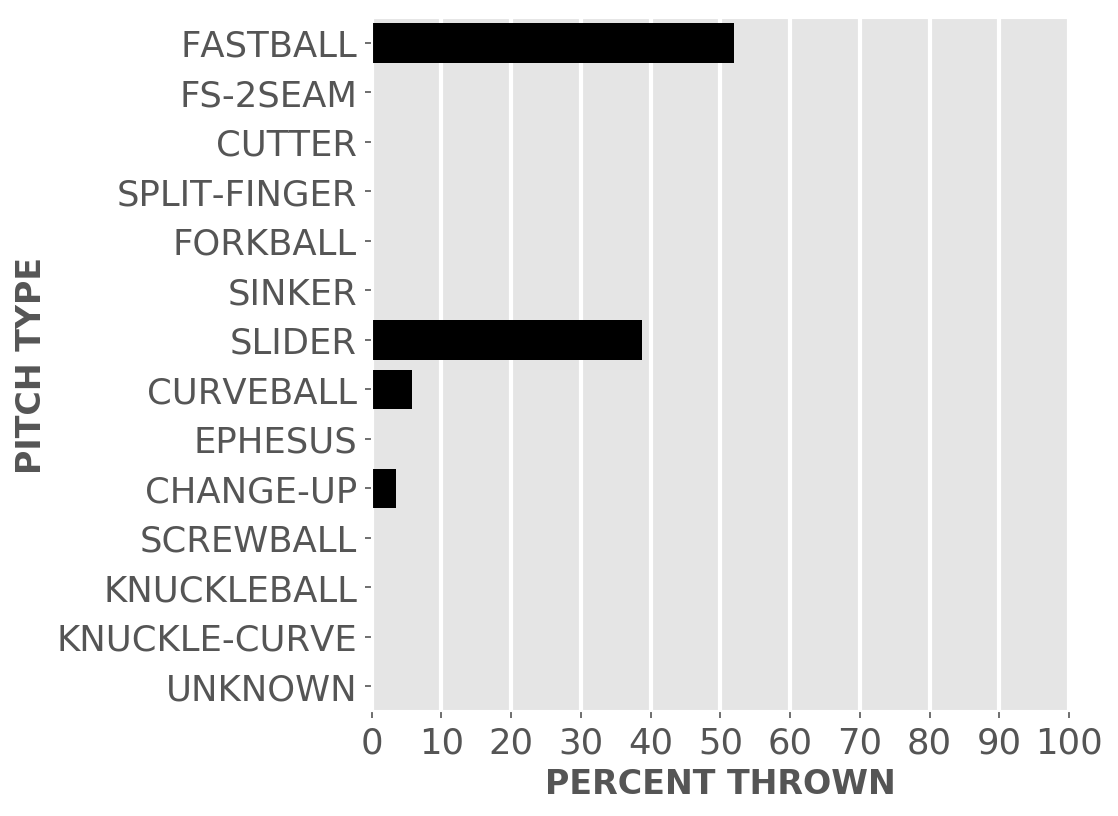 FASTBALL
FS-2SEAM
CUTTER
SPLIT-FINGER
FORKBALL
SINKER
SLIDER
CURVEBALL
EPHESUS
CHANGE-UP
SCREWBALL
KNUCKLEBALL
KNUCKLE-CURVE
UNKNOWN
PITCH TYPE
0 10 20 30 40 50 60 70 80 90 100
PERCENT THROWN